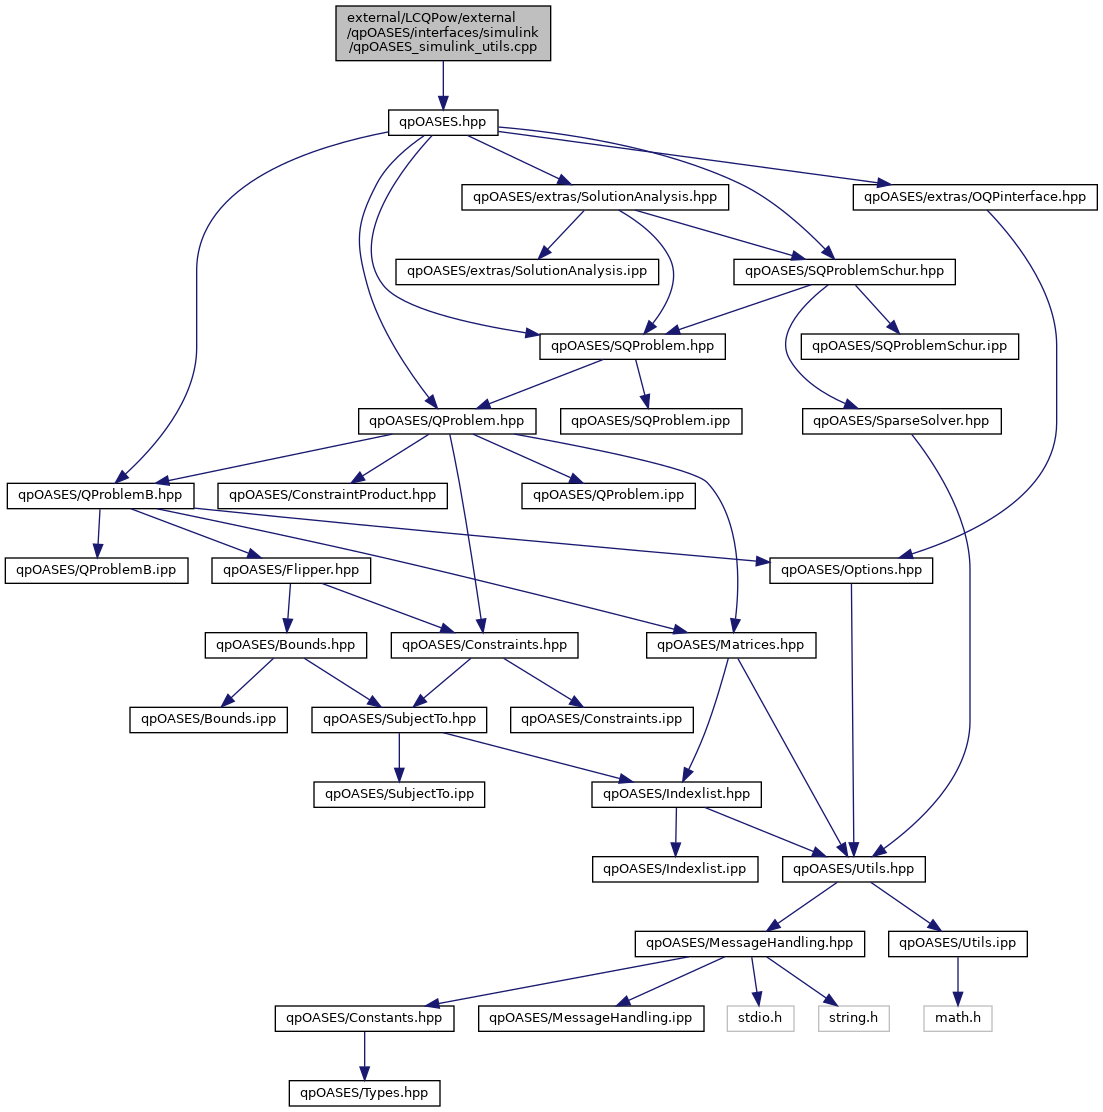 external/LCQPow/external
/qpOASES/interfaces/simulink
/qpOASES_simulink_utils.cpp
qpOASES.hpp
qpOASES/extras/SolutionAnalysis.hpp
qpOASES/extras/OQPinterface.hpp
qpOASES/extras/SolutionAnalysis.ipp
qpOASES/SQProblemSchur.hpp
qpOASES/SQProblem.hpp
qpOASES/SQProblemSchur.ipp
qpOASES/QProblem.hpp
qpOASES/SQProblem.ipp
qpOASES/SparseSolver.hpp
qpOASES/QProblemB.hpp
qpOASES/ConstraintProduct.hpp
qpOASES/QProblem.ipp
qpOASES/QProblemB.ipp
qpOASES/Flipper.hpp
qpOASES/Options.hpp
qpOASES/Bounds.hpp
qpOASES/Constraints.hpp
qpOASES/Matrices.hpp
qpOASES/Bounds.ipp
qpOASES/SubjectTo.hpp
qpOASES/Constraints.ipp
qpOASES/SubjectTo.ipp
qpOASES/Indexlist.hpp
qpOASES/Indexlist.ipp
qpOASES/Utils.hpp
qpOASES/MessageHandling.hpp
qpOASES/Utils.ipp
qpOASES/Constants.hpp
qpOASES/MessageHandling.ipp
stdio.h
string.h
math.h
qpOASES/Types.hpp